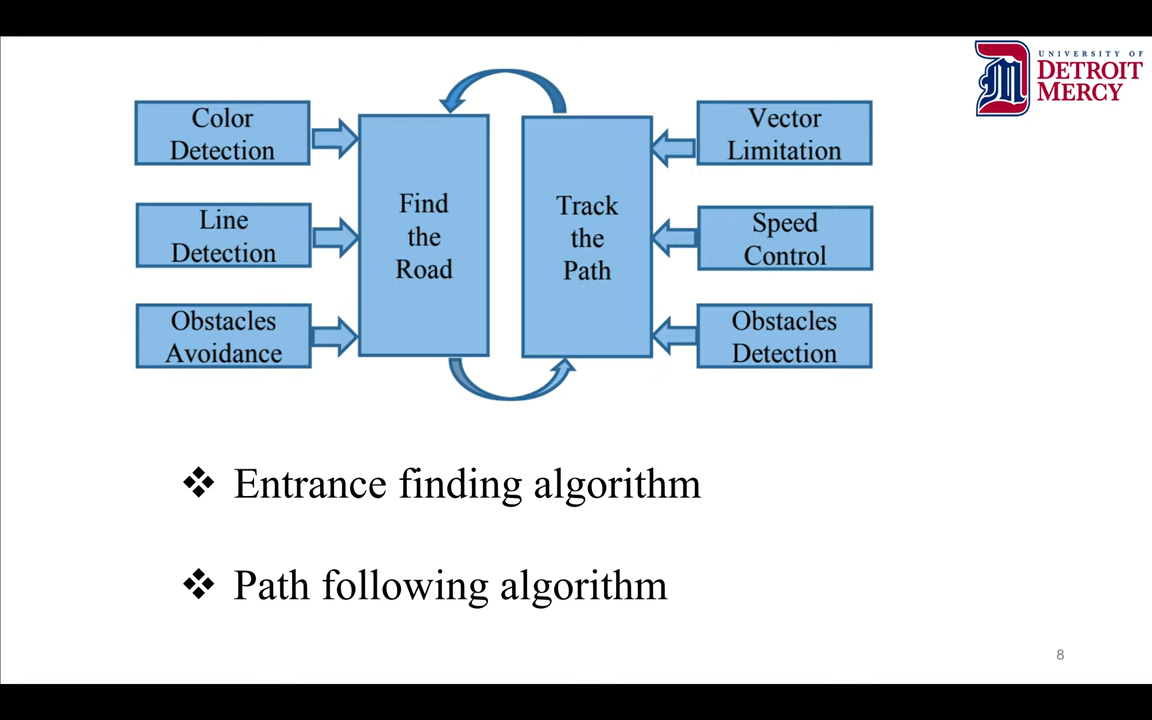 UNIVERSITY OF
DETROIT
MERCY
Color
Detection
Line
Detection
Obstacles
Avoidance
Find
the
Road
Track
the
Path
Vector
Limitation
Speed
Control
Obstacles
Detection
❖ Entrance finding algorithm
❖ Path following algorithm
8